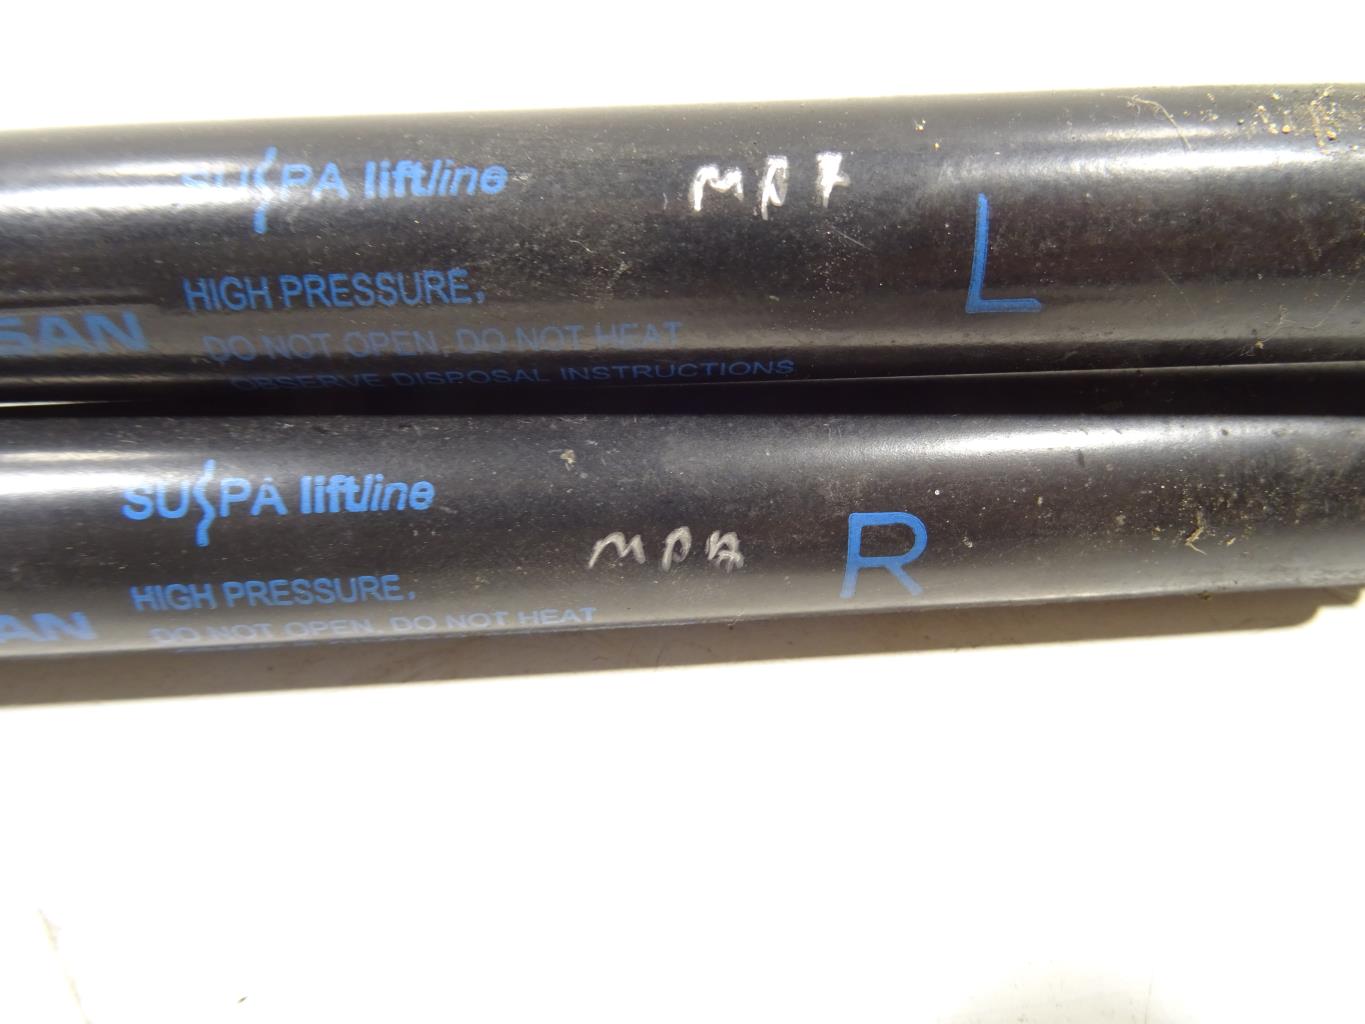 SUSPA liftline
L
HIGH PRESSURE,
SAN
DO NOT OPEN, DO NOT HEAT
OBSERVE DISPOSAL INSTRUCTIONS
SUSPA liftline
R
HIGH PRESSURE,
AN
DO NOT OPEN, DO NOT HEAT